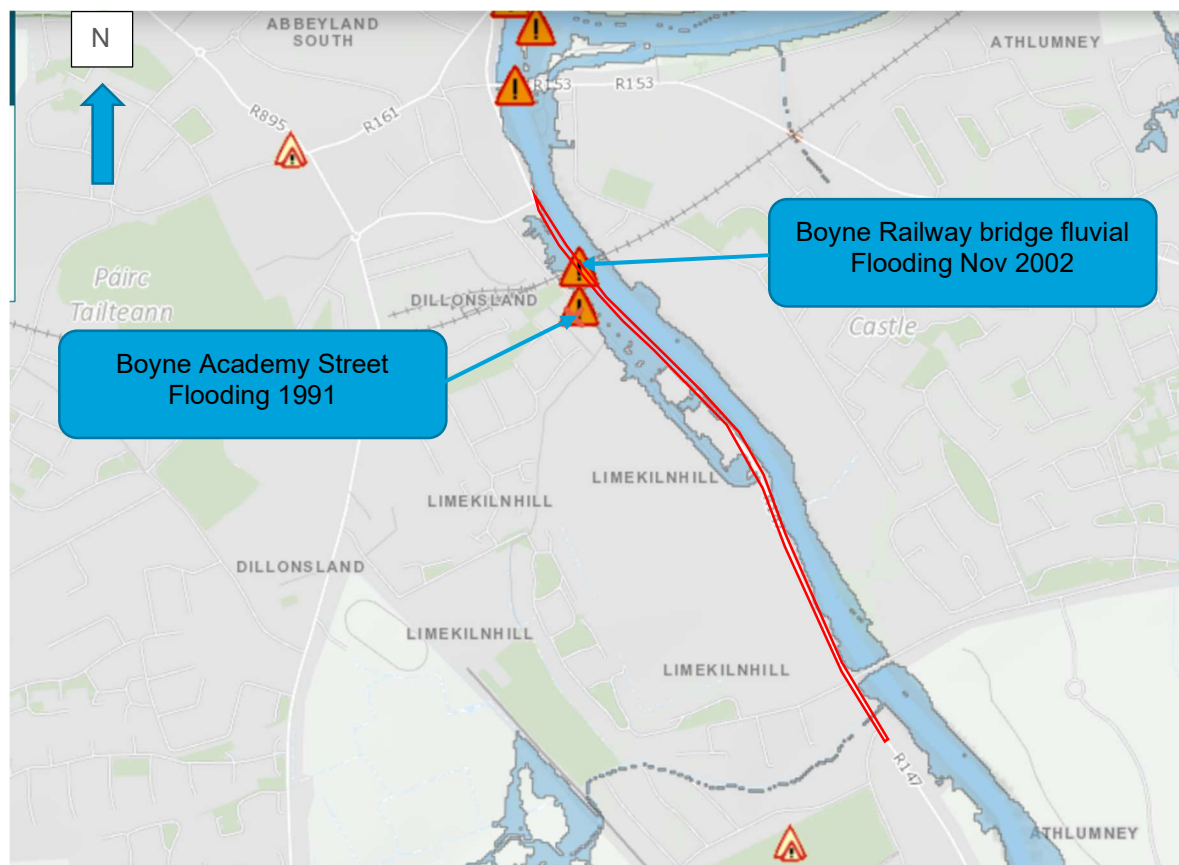 N
ABBEYLAND
SOUTH
ATHLUMNEY
R153
R153
R895
R161
Boyne Railway bridge fluvial
Flooding Nov 2002
Páirc
Tailteann
DILLONSLAND
Castle
Boyne Academy Street
Flooding 1991
LIMEKILNHILL
LIMEKILNHILL
DILLONSLAND
LIMEKILNHILL
LIMEKILNHILL
R147
ATHLUMNEY